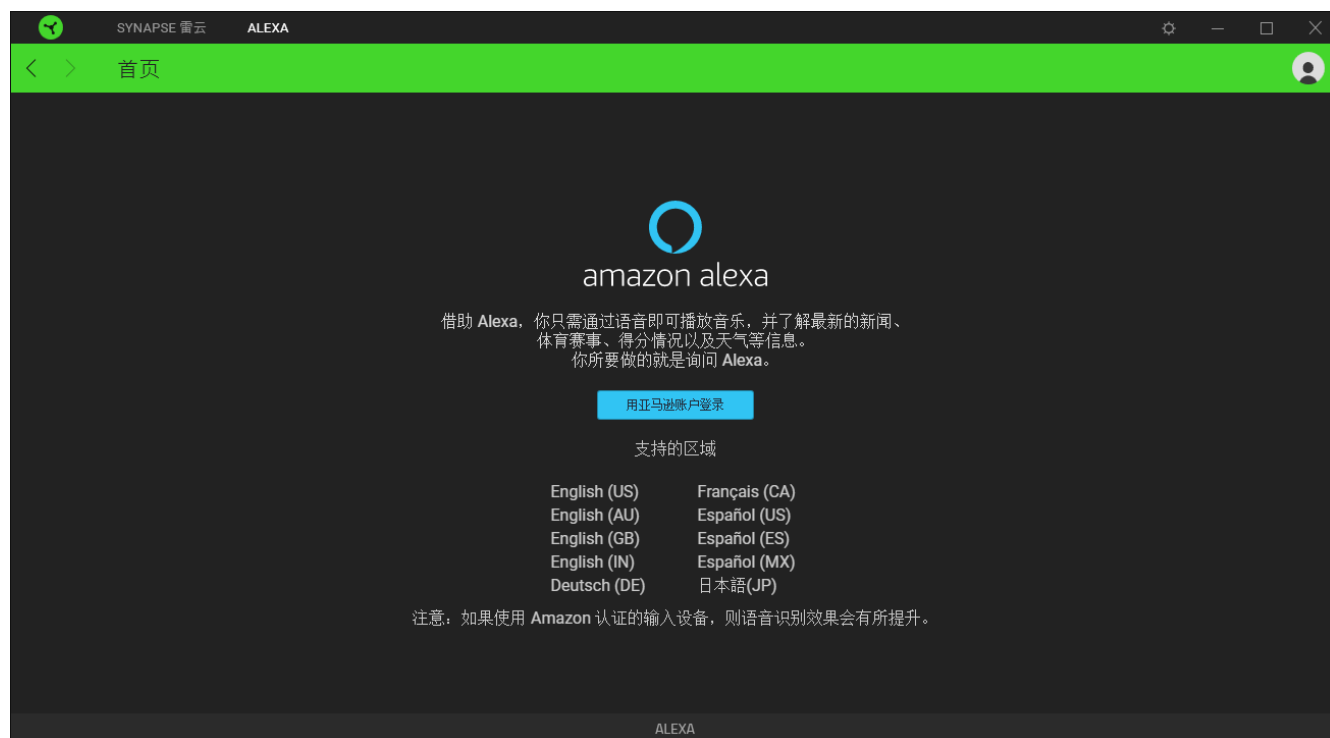 SYNAPSE 雷云 ALEXA
首页
amazon alexa
借助 Alexa，你只需通过语音即可播放音乐，并了解最新的新闻、
体育赛事、得分情况以及天气等信息。
你所要做的就是询问 Alexa。
用亚马逊账户登录
支持的区域
English (US) Français (CA)
English (AU) Español (US)
English (GB) Español (ES)
English (IN) Español (MX)
Deutsch (DE) 日本語(JP)
注意：如果使用 Amazon 认证的输入设备，则语音识别效果会有所提升。
ALEXA